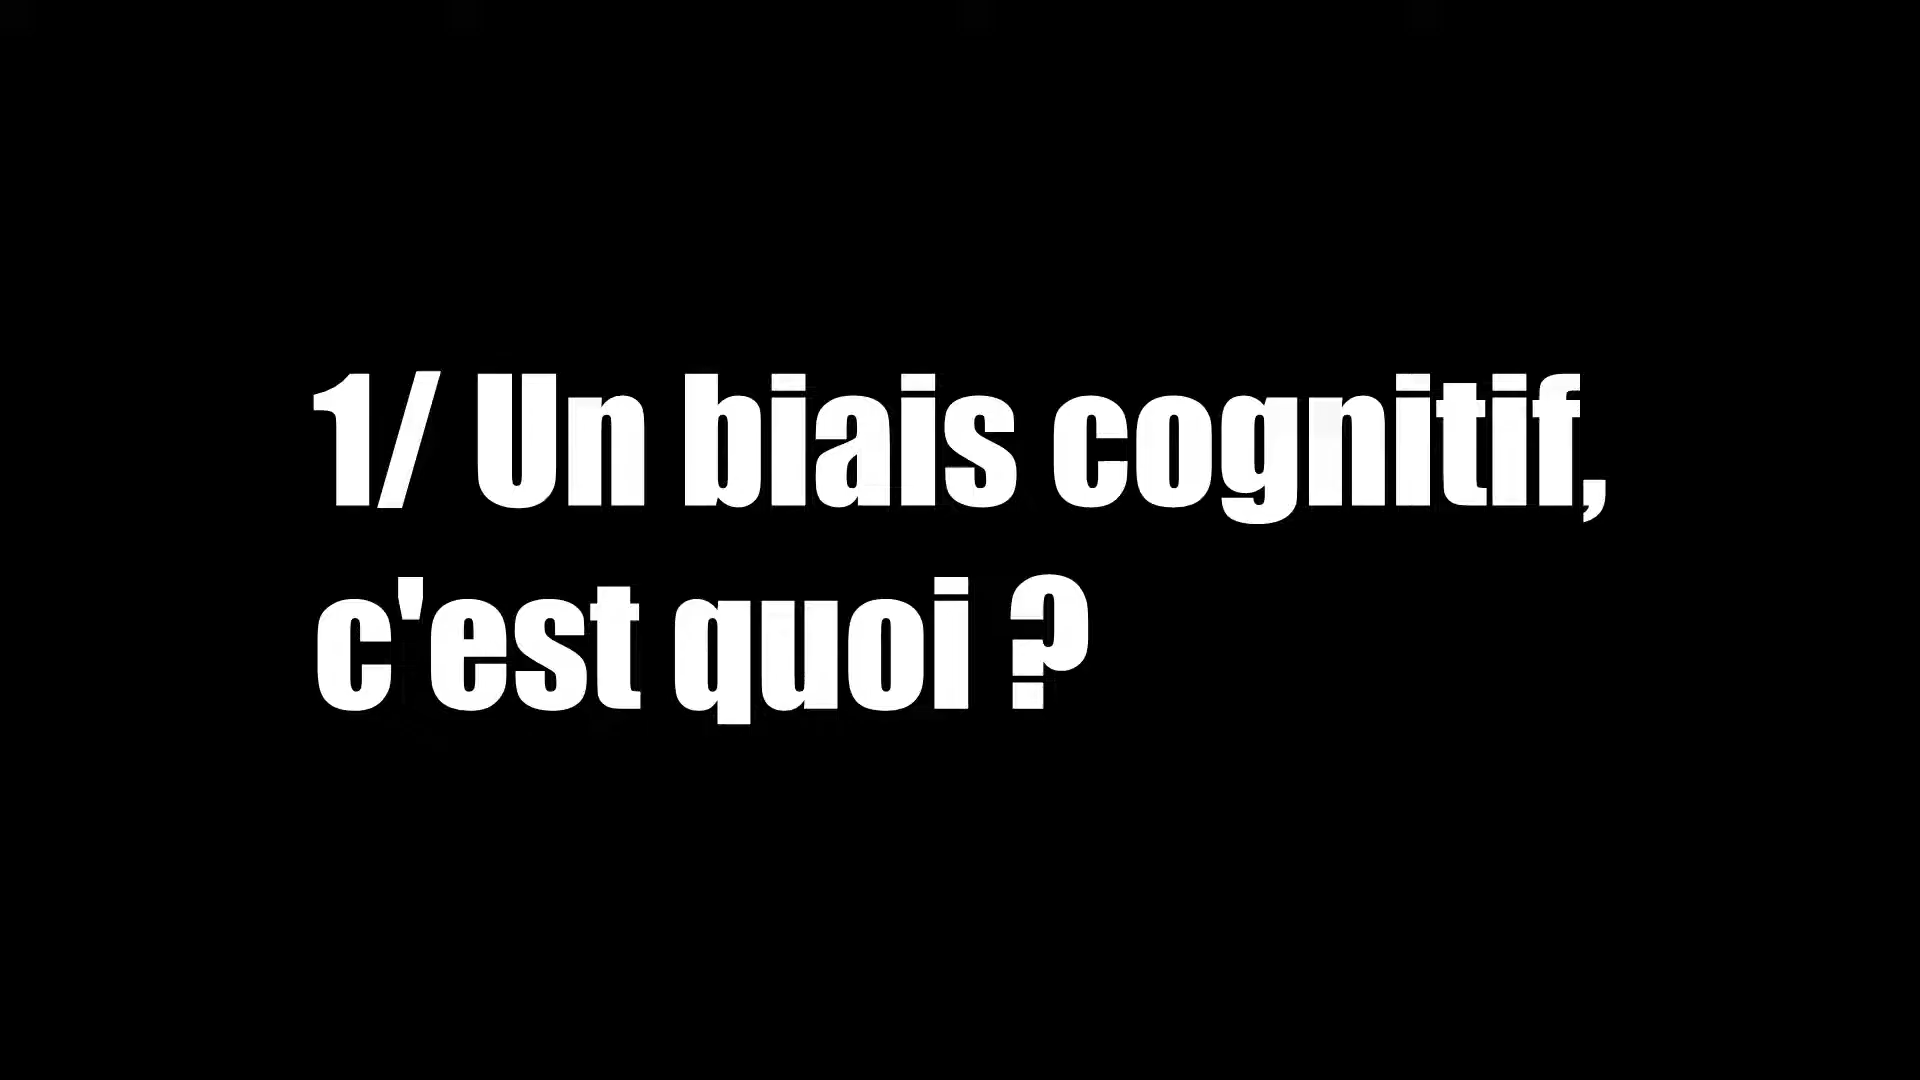 1/ Un biais cognitif,
c'est quoi ?